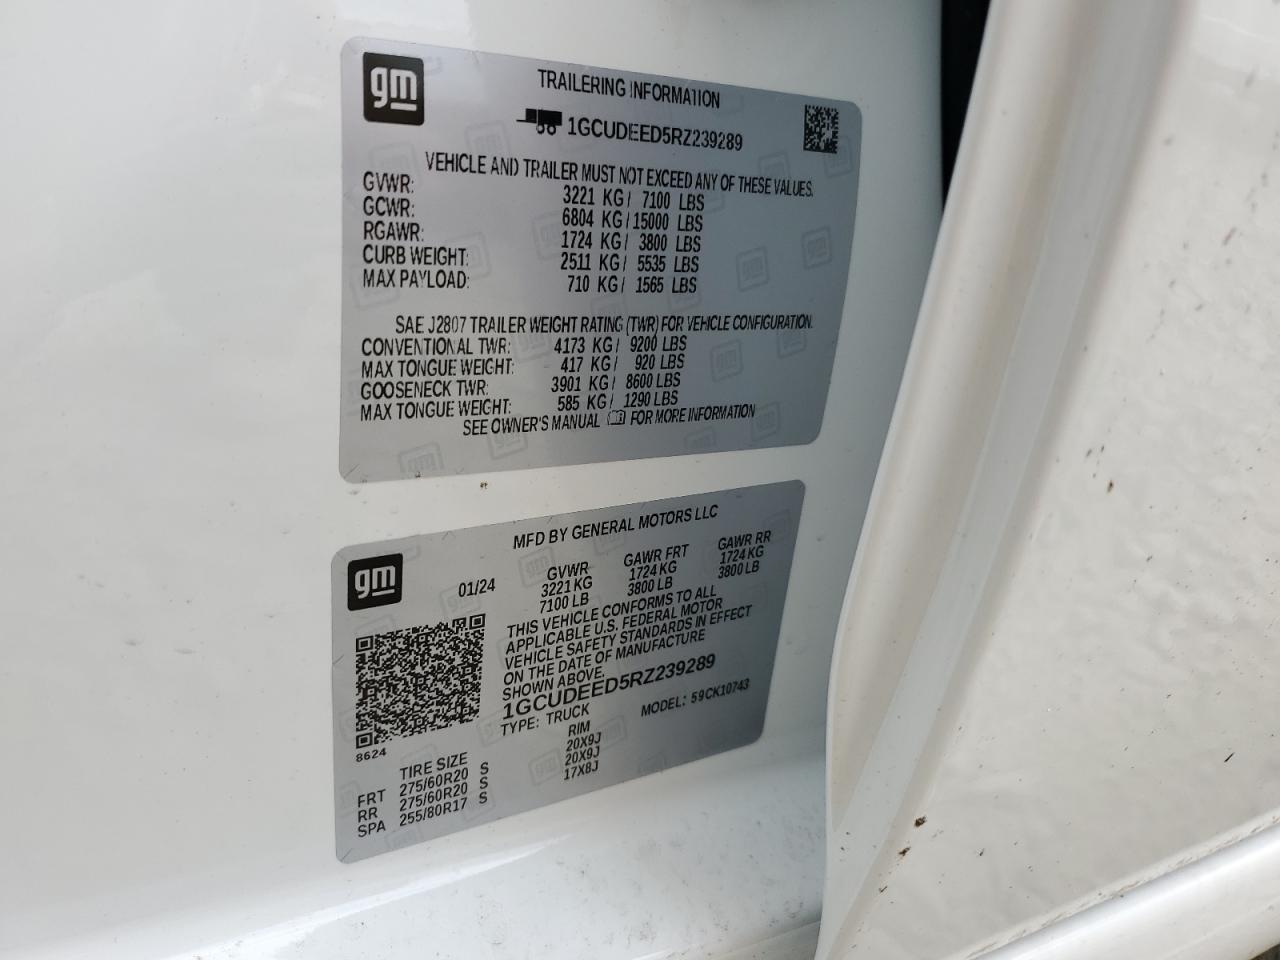 gm
TRAILERING INFORMATION
1GCUDEED5RZ239289
VEHICLE AND TRAILER MUST NOT EXCEED ANY OF THESE VALUES.
GVWR: 3221 KG/ 7100 LBS
GCWR: 6804 KG/15000 LBS
RGAWR: 1724 KG/ 3800 LBS
CURB WEIGHT: 2511 KG/ 5535 LBS
MAX PAYLOAD: 710 KG/ 1565 LBS
SAE J2807 TRAILER WEIGHT RATING (TWR) FOR VEHICLE CONFIGURATION.
CONVENTIONAL TWR: 4173 KG/ 9200 LBS
MAX TONGUE WEIGHT: 417 KG/ 920 LBS
GOOSENECK TWR: 3901 KG/ 8600 LBS
MAX TONGUE WEIGHT: 585 KG/ 1290 LBS
SEE OWNER'S MANUAL FOR MORE INFORMATION
gm
MFD BY GENERAL MOTORS LLC
01/24 GVWR GAWR FRT GAWR RR
3221 KG 1724 KG 1724 KG
7100 LB 3800 LB 3800 LB
THIS VEHICLE CONFORMS TO ALL
APPLICABLE U.S. FEDERAL MOTOR
VEHICLE SAFETY STANDARDS IN EFFECT
ON THE DATE OF MANUFACTURE
SHOWN ABOVE.
1GCUDEED5RZ239289
TYPE: TRUCK MODEL: 59CK10743
8624
TIRE SIZE RIM
FRT 275/60R20 S 20X9J
RR 275/60R20 S 20X9J
SPA 255/80R17 S 17X8J